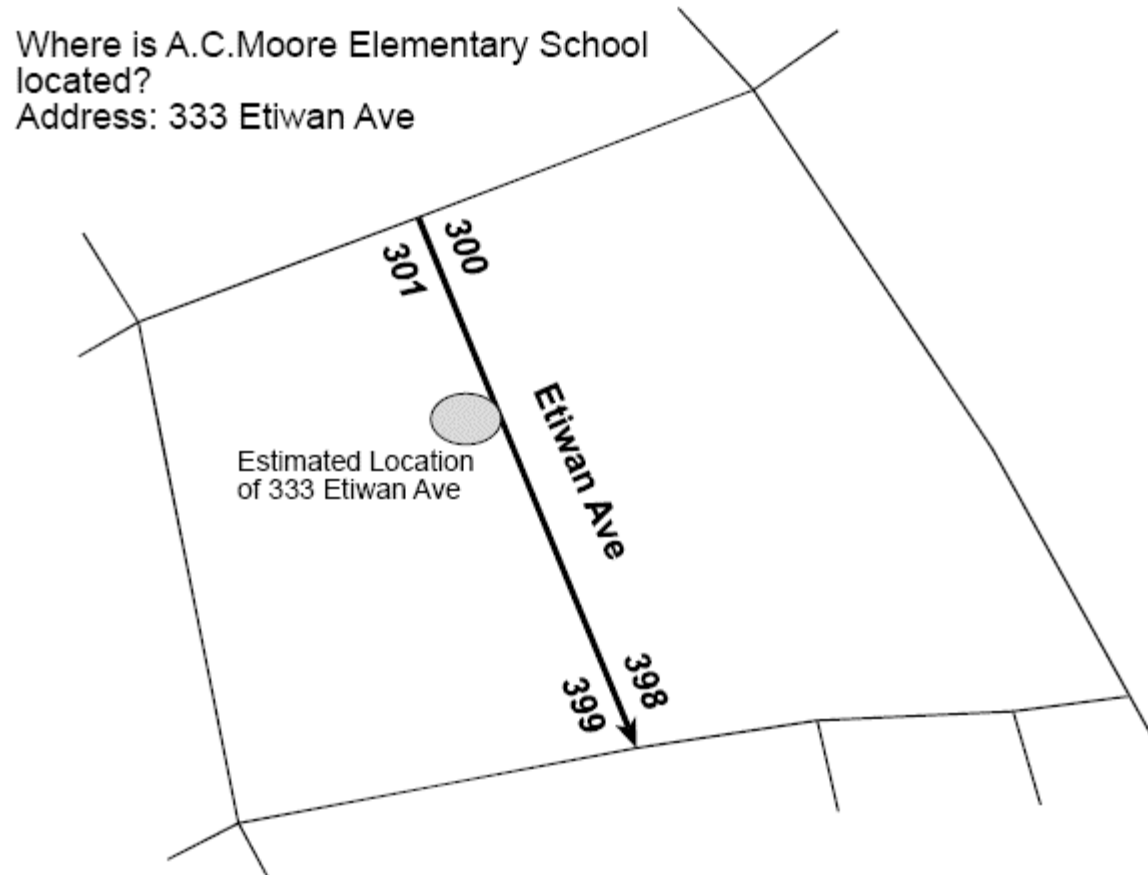 Where is A.C.Moore Elementary School
located?
Address: 333 Etiwan Ave
300
301
Etiwan Ave
Estimated Location
of 333 Etiwan Ave
398
399